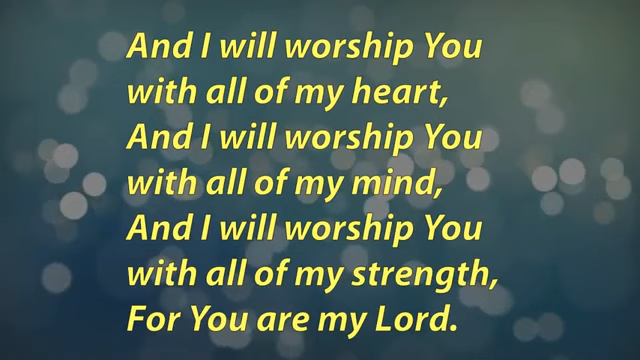 And I will worship You
with all of my heart,
And I will worship You
with all of my mind,
And I will worship You
with all of my strength,
For You are my Lord.